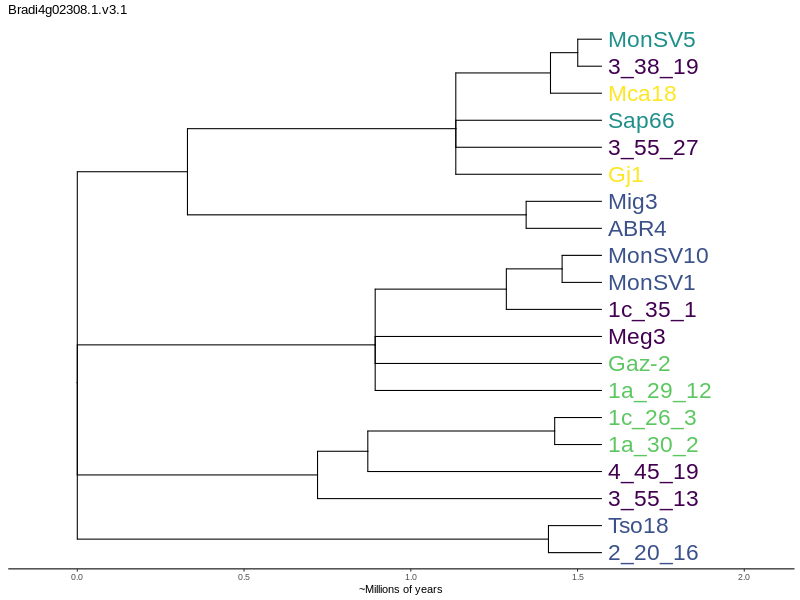 Bradi4g02308.1.v3.1
MonSV5
3_38_19
Mca18
Sap66
3_55_27
Gj1
Mig3
ABR4
MonSV10
MonSV1
1c_35_1
Meg3
Gaz-2
1a_29_12
1c_26_3
1a_30_2
4_45_19
3_55_13
Tso18
2_20_16
0.0 0.5 1.0 1.5 2.0
~Millions of years